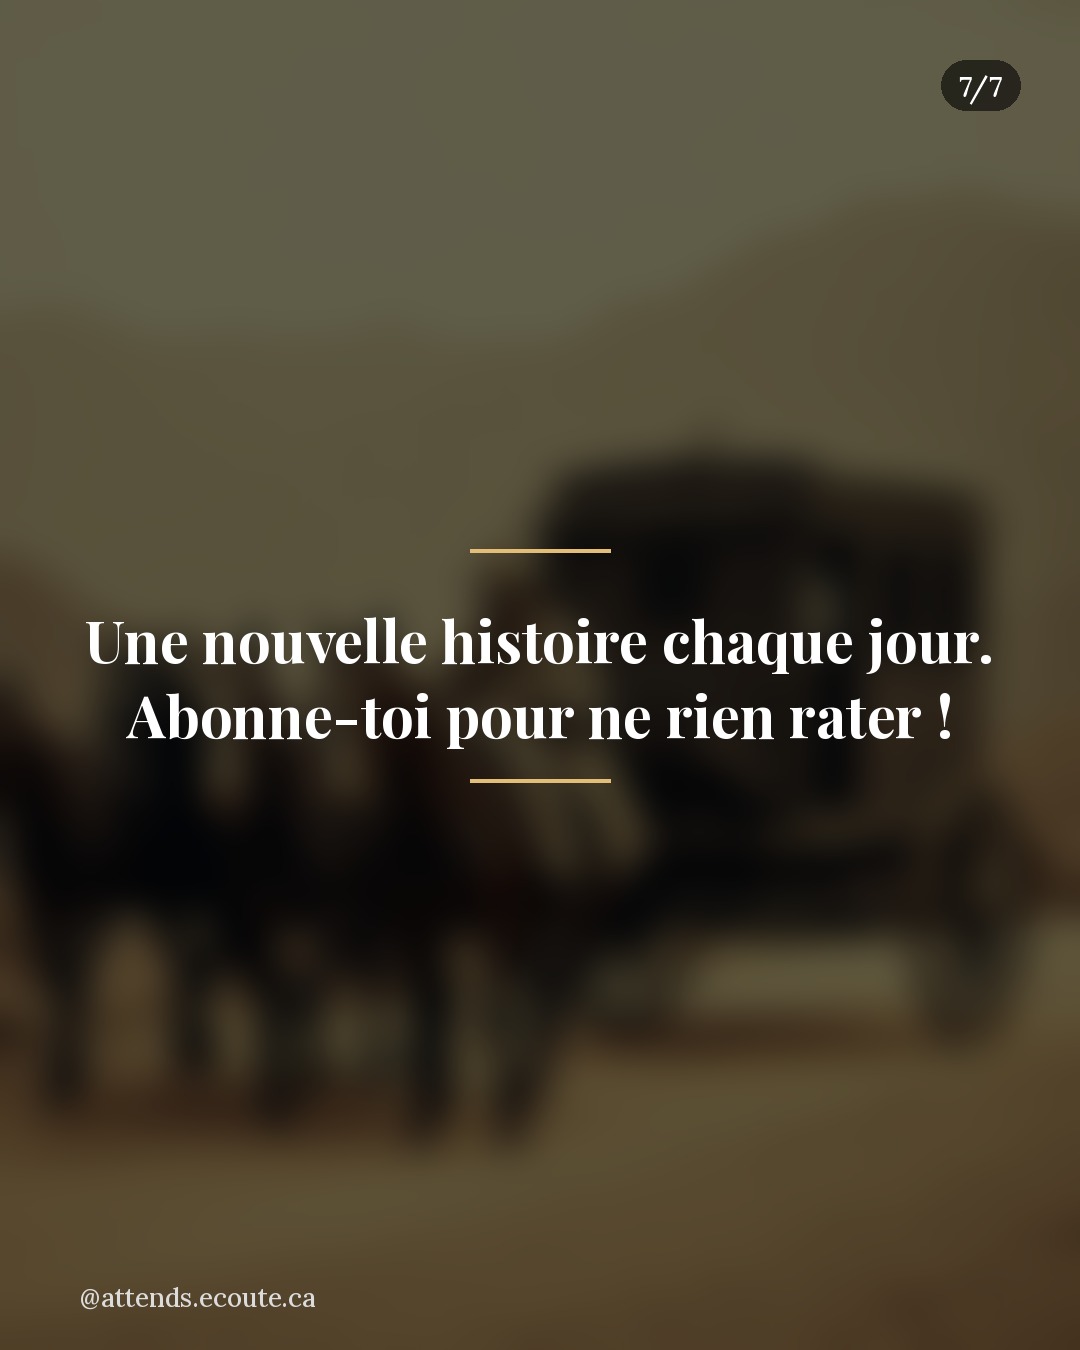 7/7
Une nouvelle histoire chaque jour.
Abonne-toi pour ne rien rater !
@attends.ecoute.ca